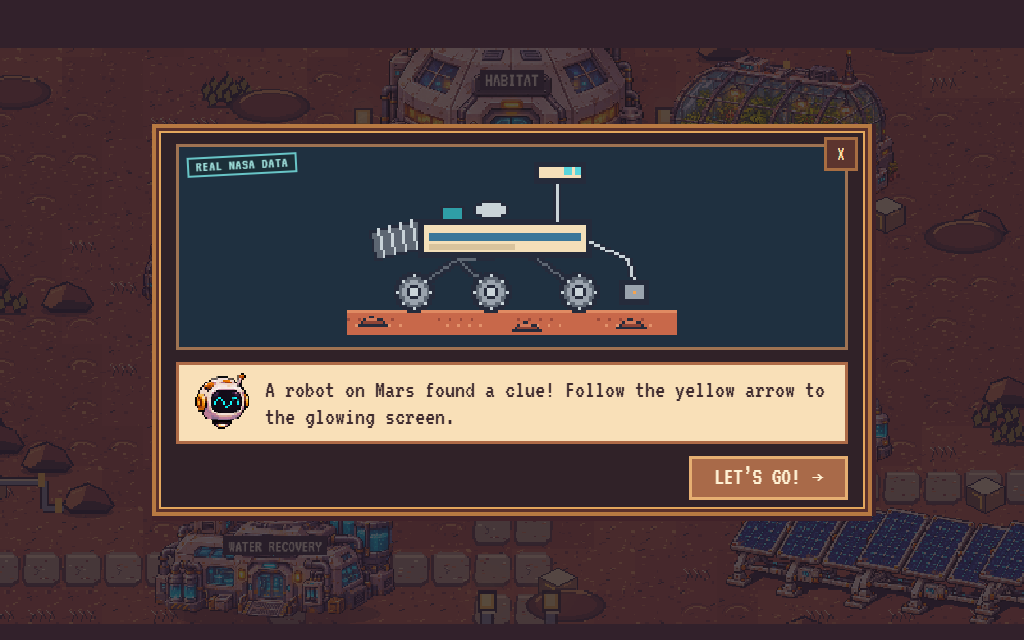 HABITAT
REAL NASA DATA
X
A robot on Mars found a clue! Follow the yellow arrow to
the glowing screen.
LET'S GO! →
WATER RECOVERY